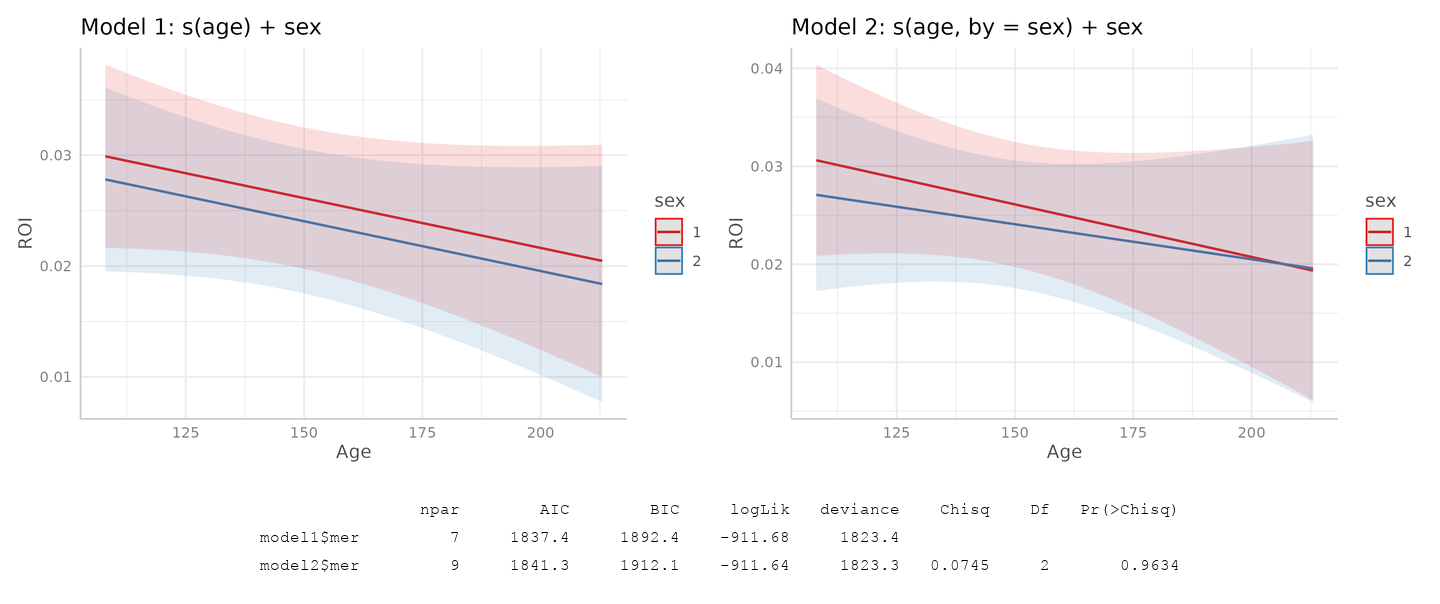 Model 1: s(age) + sex
ROI
0.03
0.02
0.01
125 150 175 200
Age
sex
1
2
Model 2: s(age, by = sex) + sex
ROI
0.04
0.03
0.02
0.01
125 150 175 200
Age
sex
1
2
npar AIC BIC logLik deviance Chisq Df Pr(>Chisq)
model1$mer 7 1837.4 1892.4 -911.68 1823.4
model2$mer 9 1841.3 1912.1 -911.64 1823.3 0.0745 2 0.9634